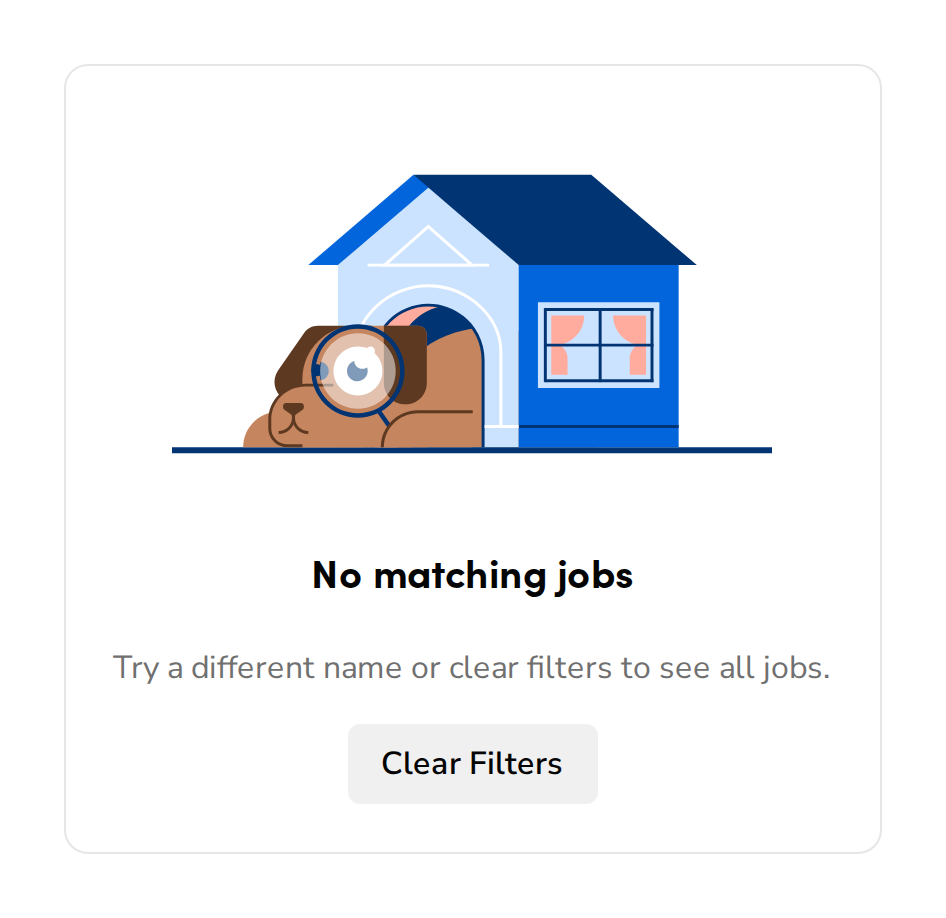 No matching jobs
Try a different name or clear filters to see all jobs.
Clear Filters